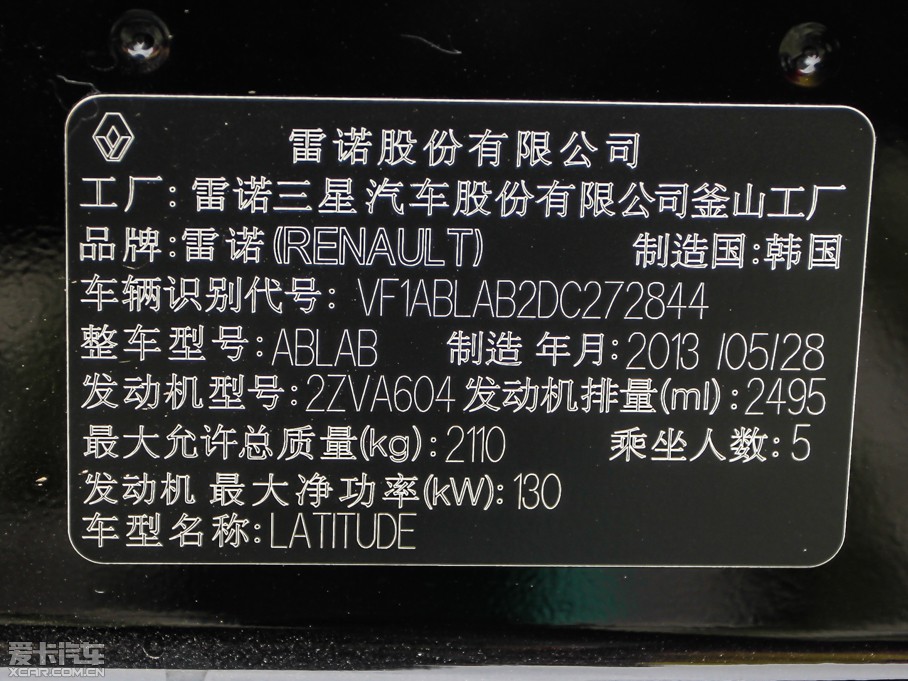 雷诺股份有限公司
工厂: 雷诺三星汽车股份有限公司釜山工厂
品牌: 雷诺(RENAULT) 制造国: 韩国
车辆识别代号: VF1ABLAB2DC272844
整车型号: ABLAB 制造 年月: 2013 /05/28
发动机型号: 2ZVA604 发动机排量(ml): 2495
最大允许总质量(kg): 2110 乘坐人数: 5
发动机 最大净功率(kW): 130
车型名称: LATITUDE
爱卡汽车
XCAR.COM.CN